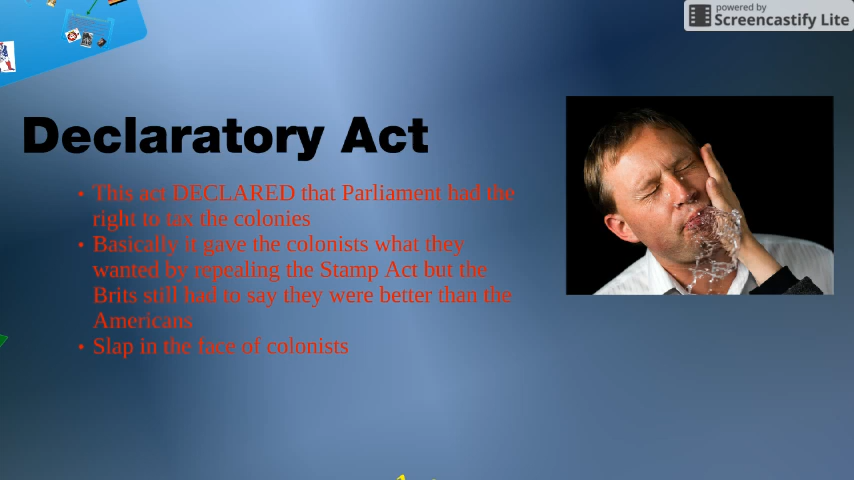 powered by
Screencastify Lite
Declaratory Act
• This act DECLARED that Parliament had the
right to tax the colonies
• Basically it gave the colonists what they
wanted by repealing the Stamp Act but the
Brits still had to say they were better than the
Americans
• Slap in the face of colonists